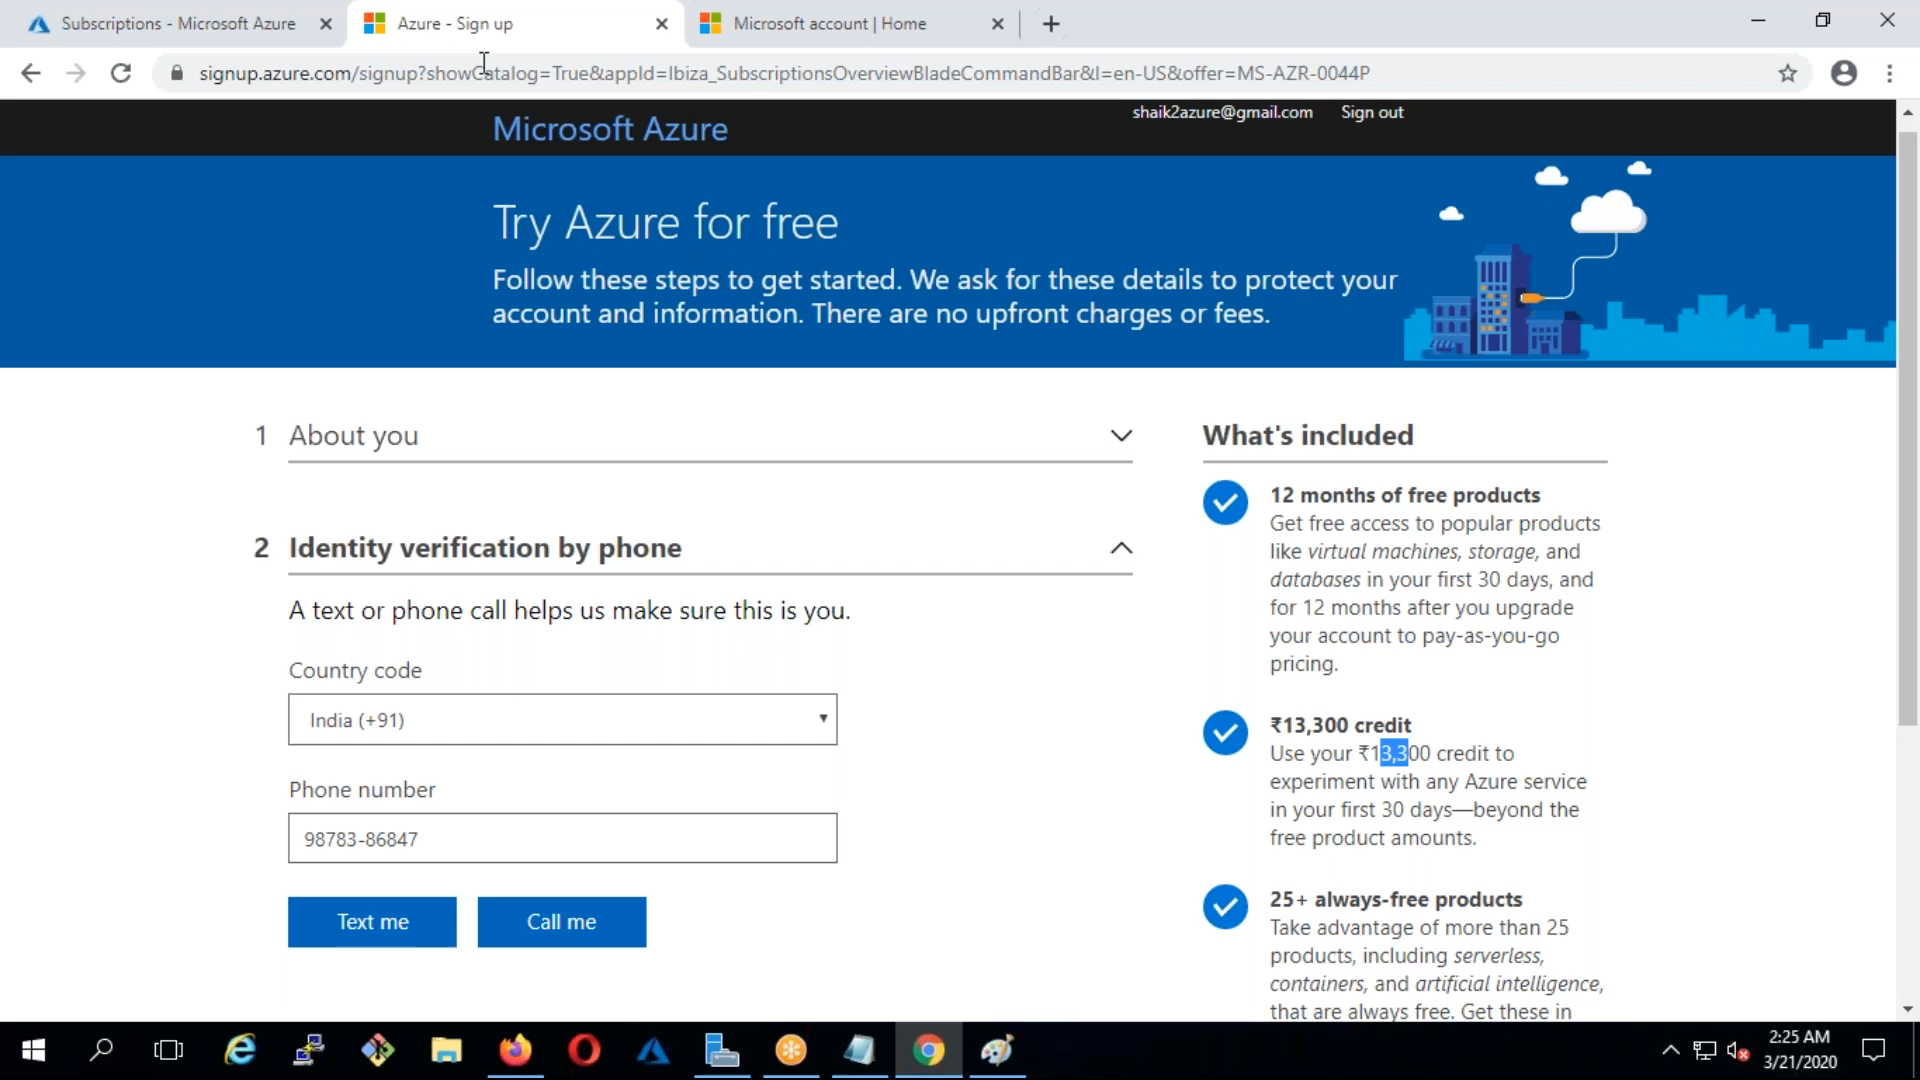 Subscriptions - Microsoft Azure
Azure - Sign up
Microsoft account | Home
signup.azure.com/signup?showCatalog=True&appId=Ibiza_SubscriptionsOverviewBladeCommandBar&l=en-US&offer=MS-AZR-0044P
Microsoft Azure
shaik2azure@gmail.com
Sign out
Try Azure for free
Follow these steps to get started. We ask for these details to protect your
account and information. There are no upfront charges or fees.
1 About you
2 Identity verification by phone
A text or phone call helps us make sure this is you.
Country code
India (+91)
Phone number
98783-86847
Text me
Call me
What's included
12 months of free products
Get free access to popular products
like virtual machines, storage, and
databases in your first 30 days, and
for 12 months after you upgrade
your account to pay-as-you-go
pricing.
₹13,300 credit
Use your ₹13,300 credit to
experiment with any Azure service
in your first 30 days—beyond the
free product amounts.
25+ always-free products
Take advantage of more than 25
products, including serverless,
containers, and artificial intelligence,
that are always free. Get these in
2:25 AM
3/21/2020